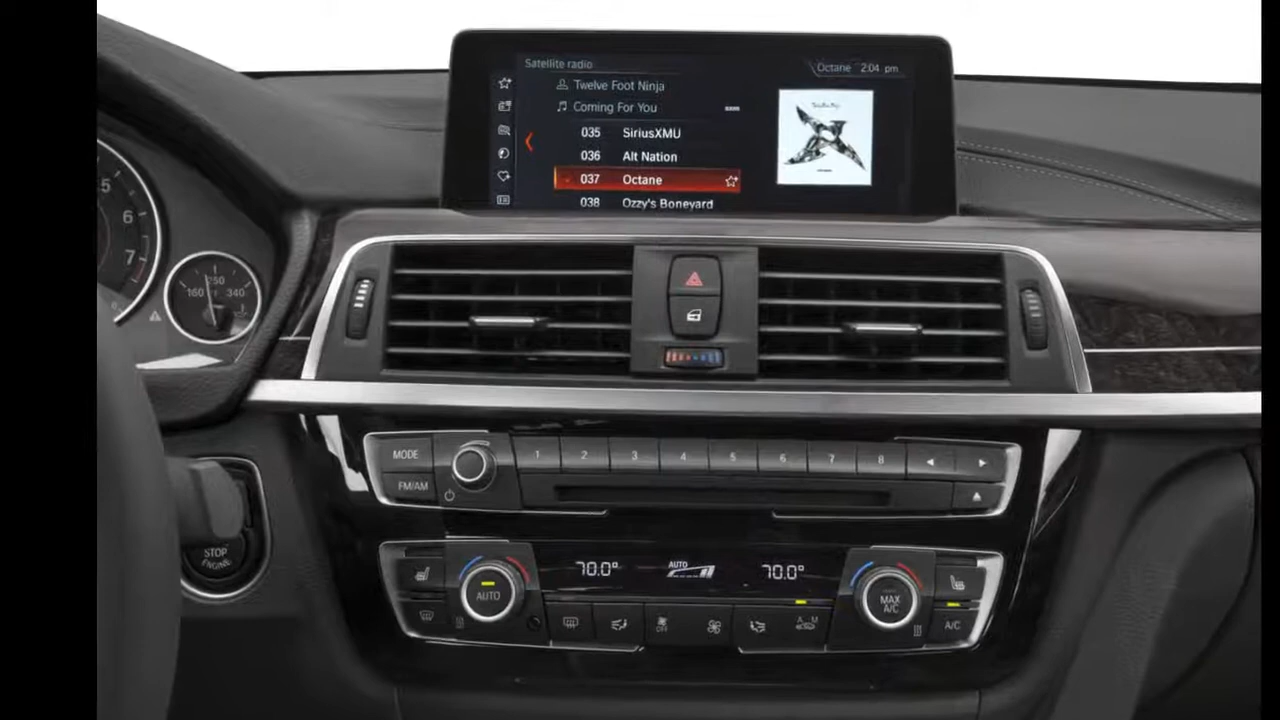 Satellite radio
Octane 2:04 pm
Twelve Foot Ninja
Coming For You
035 SiriusXMU
036 Alt Nation
037 Octane
038 Ozzy's Boneyard
5
6
7
160 250 340
MODE
1 2 3 4 5 6 7 8
FM/AM
STOP
ENGINE
70.0°
AUTO
70.0°
AUTO
MAX
A/C
OFF
A M
A/C